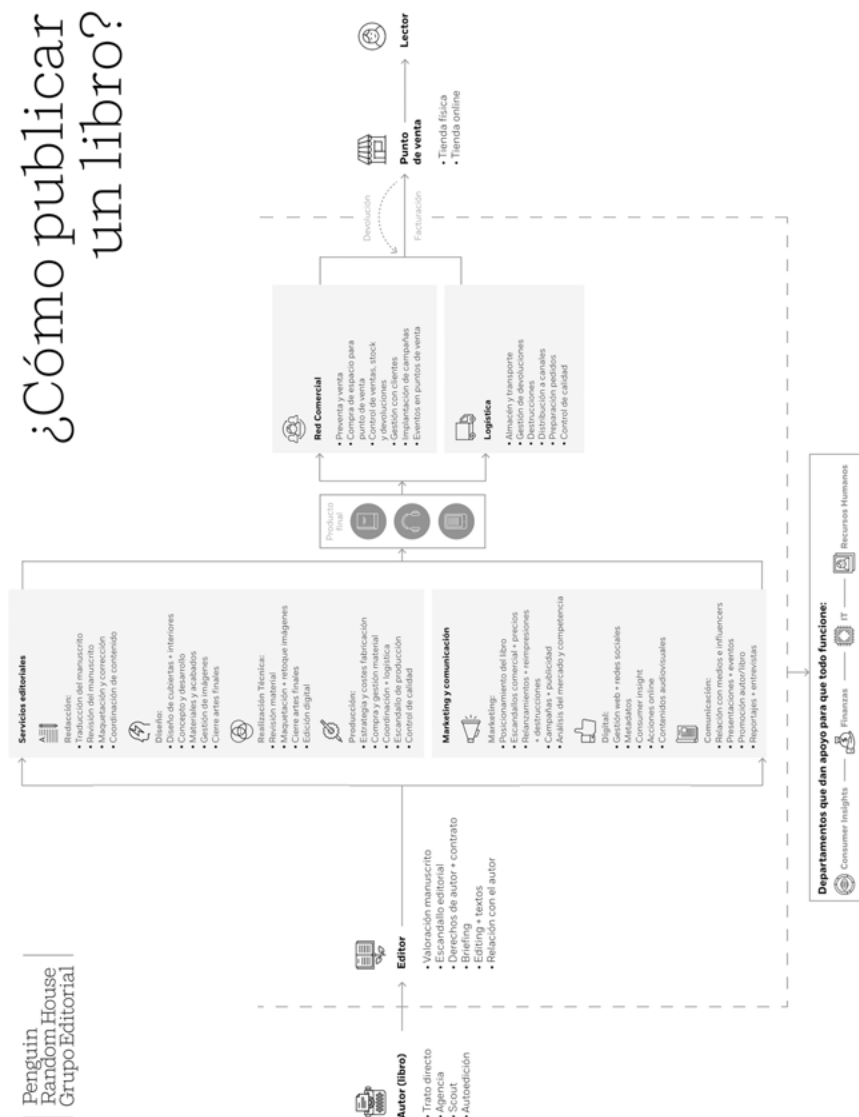 Penguin
Random House
Grupo Editorial
¿Cómo publicar
un libro?
Autor (libro)
• Trato directo
• Agencia
• Scout
• Autoedición
Editor
• Valoración manuscrito
• Escandallo editorial
• Derechos de autor + contrato
• Briefing
• Editing + textos
• Relación con el autor
Servicios editoriales
Redacción:
• Traducción del manuscrito
• Revisión del manuscrito
• Maquetación y corrección
• Coordinación de contenido
Diseño:
• Diseño de cubiertas + interiores
• Concepto y desarrollo
• Materiales y acabados
• Gestión de imágenes
• Cierre artes finales
Realización Técnica:
• Revisión material
• Maquetación + retoque imágenes
• Cierre artes finales
• Edición digital
Producción:
• Estrategia y costes fabricación
• Compra y gestión material
• Coordinación + logística
• Escandallo de producción
• Control de calidad
Marketing y comunicación
Marketing:
• Posicionamiento del libro
• Escandallos comercial + precios
• Relanzamientos + reimpresiones
+ destrucciones
• Campañas + publicidad
• Análisis del mercado y competencia
Digital:
• Gestión web + redes sociales
• Metadatos
• Consumer insight
• Acciones online
• Contenidos audiovisuales
Comunicación:
• Relación con medios e influencers
• Presentaciones + eventos
• Promoción autor/libro
• Reportajes + entrevistas
Producto
final
Red Comercial
• Preventa y venta
• Compra de espacio para
punto de venta
• Control de ventas, stock
y devoluciones
• Gestión con clientes
• Implantación de campañas
• Eventos en puntos de venta
Logística
• Almacén y transporte
• Gestión de devoluciones
• Destrucciones
• Distribución a canales
• Preparación pedidos
• Control de calidad
Devolución
Facturación
Punto
de venta
• Tienda física
• Tienda online
Lector
Departamentos que dan apoyo para que todo funcione:
Consumer Insights
Finanzas
IT
Recursos Humanos